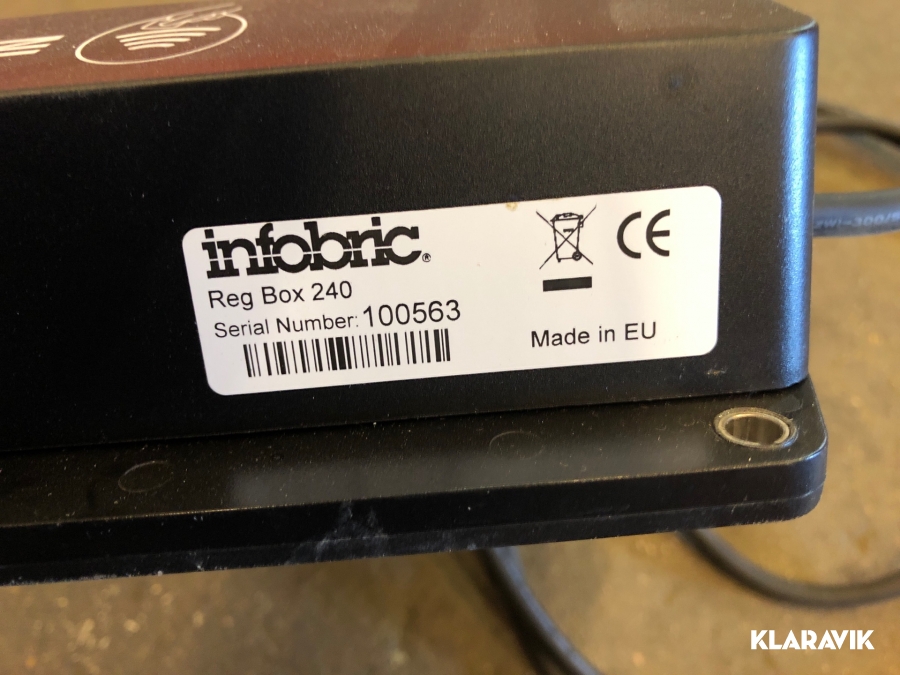 infobric®
Reg Box 240
Serial Number: 100563
CE
Made in EU
KLARAVIK